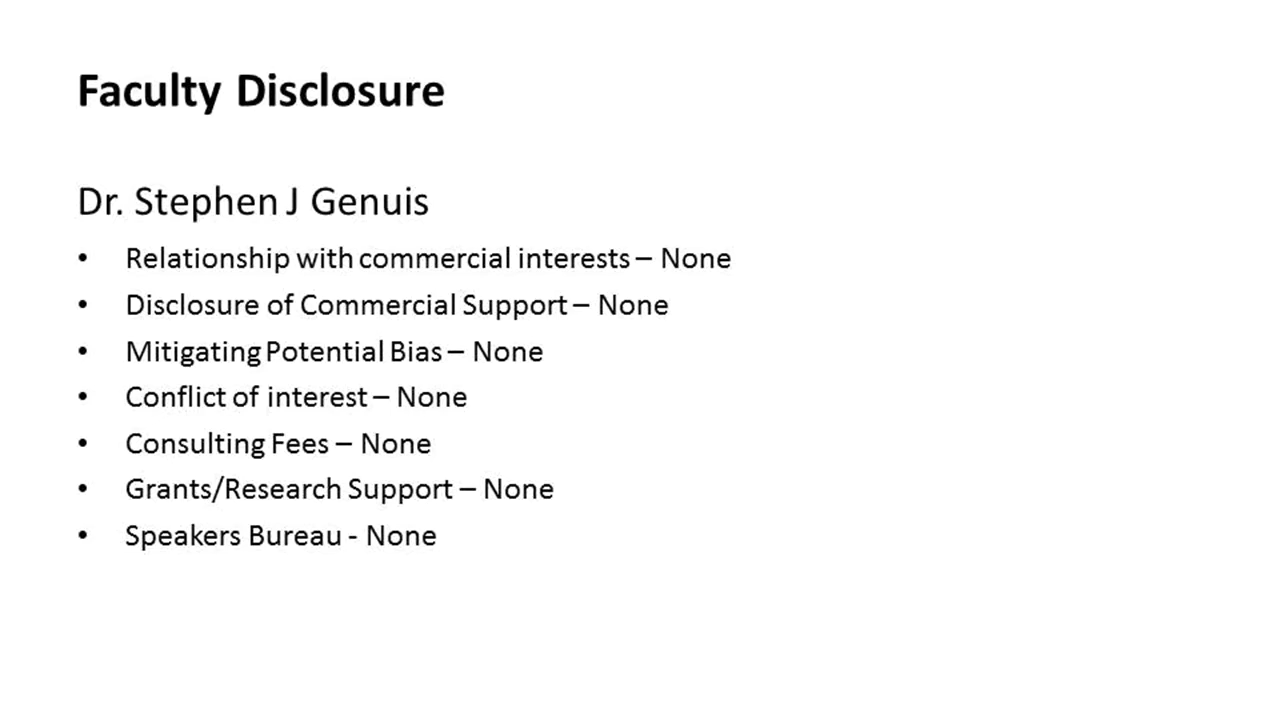 Faculty Disclosure
Dr. Stephen J Genuis
• Relationship with commercial interests – None
• Disclosure of Commercial Support – None
• Mitigating Potential Bias – None
• Conflict of interest – None
• Consulting Fees – None
• Grants/Research Support – None
• Speakers Bureau - None